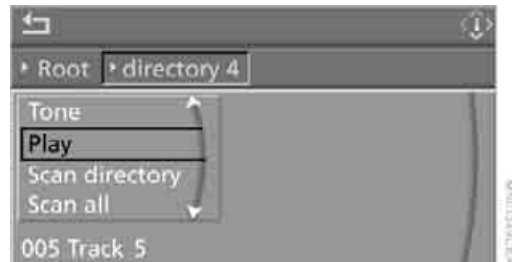 Root directory 4
Tone
Play
Scan directory
Scan all
005 Track 5